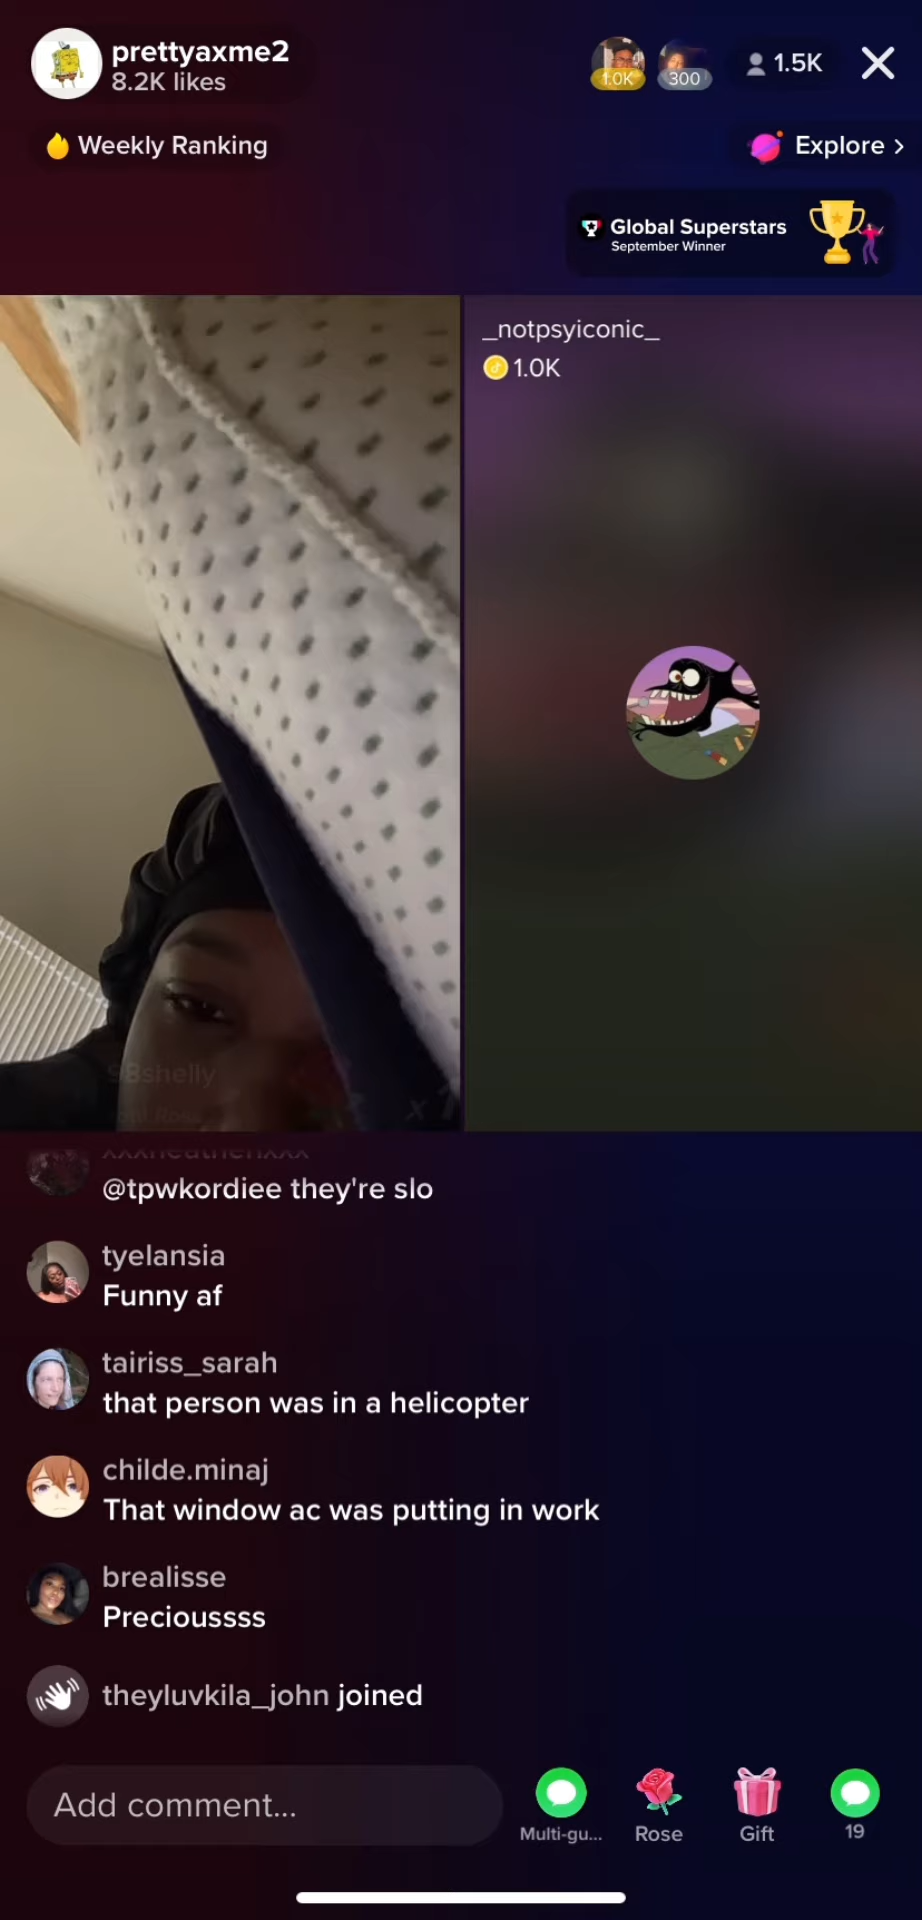 prettyaxme2
8.2K likes
1.0K
300
1.5K
Weekly Ranking
Explore >
Global Superstars
September Winner
_notpsyiconic_
1.0K
98shelly
x1
@tpwkordiee they're slo
tyelansia
Funny af
tairiss_sarah
that person was in a helicopter
childe.minaj
That window ac was putting in work
brealisse
Precioussss
theyluvkila_john joined
Add comment...
Multi-gu...
Rose
Gift
19